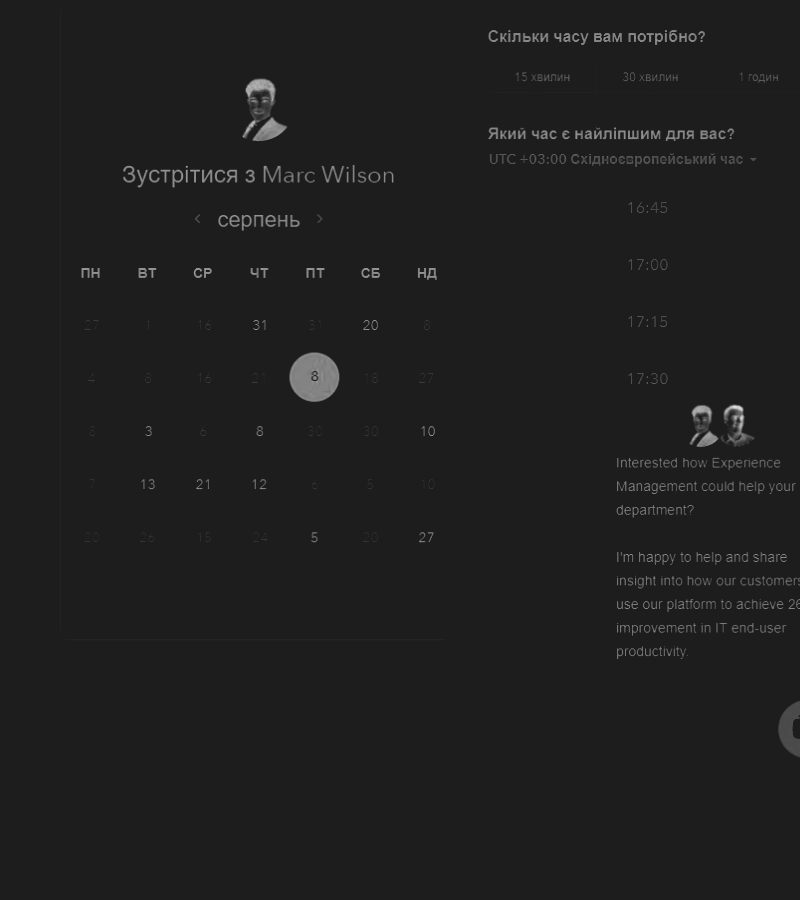 Зустрітися з Marc Wilson
серпень
ПН ВТ СР ЧТ ПТ СБ НД
27 1 16 31 31 20 8
4 8 16 21 8 18 27
8 3 6 8 30 30 10
7 13 21 12 6 5 10
20 26 15 24 5 20 27
Скільки часу вам потрібно?
15 хвилин 30 хвилин 1 годин
Який час є найліпшим для вас?
UTC +03:00 Східноєвропейський час
16:45
17:00
17:15
17:30
Interested how Experience
Management could help your
department?
I'm happy to help and share
insight into how our customers
use our platform to achieve 26
improvement in IT end-user
productivity.